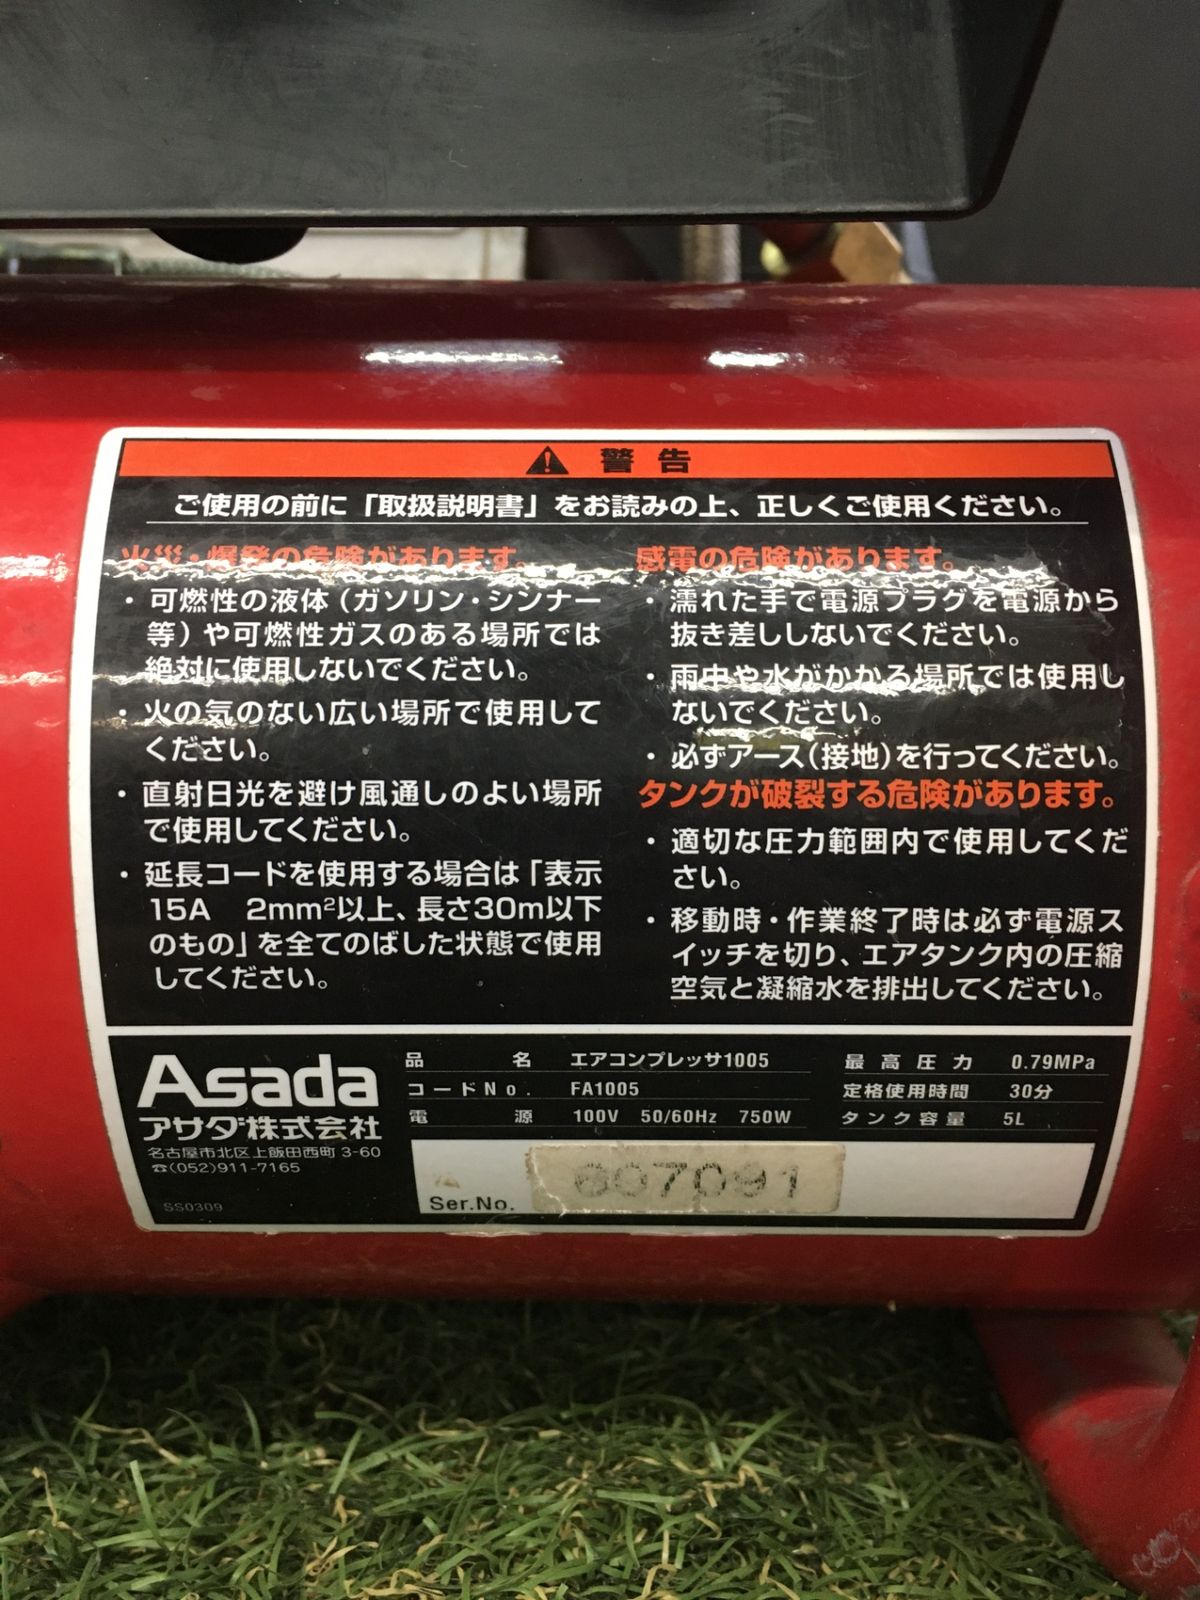 警告
ご使用の前に「取扱説明書」をお読みの上、正しくご使用ください。
火災・爆発の危険があります。
・可燃性の液体(ガソリン・シンナー
等)や可燃性ガスのある場所では
絶対に使用しないでください。
・火の気のない広い場所で使用して
ください。
・直射日光を避け風通しのよい場所
で使用してください。
・延長コードを使用する場合は「表示
15A 2mm²以上、長さ30m以下
のもの」を全てのばした状態で使用
してください。
感電の危険があります。
・濡れた手で電源プラグを電源から
抜き差ししないでください。
・雨中や水がかかる場所では使用し
ないでください。
・必ずアース(接地)を行ってください。
タンクが破裂する危険があります。
・適切な圧力範囲内で使用してくだ
さい。
・移動時・作業終了時は必ず電源ス
イッチを切り、エアタンク内の圧縮
空気と凝縮水を排出してください。
Asada
アサダ株式会社
名古屋市北区上飯田西町 3-60
☎(052)911-7165
SS0309
品名 エアコンプレッサ1005
コードNo. FA1005
電源 100V 50/60Hz 750W
最高圧力 0.79MPa
定格使用時間 30分
タンク容量 5L
Ser.No. 607091